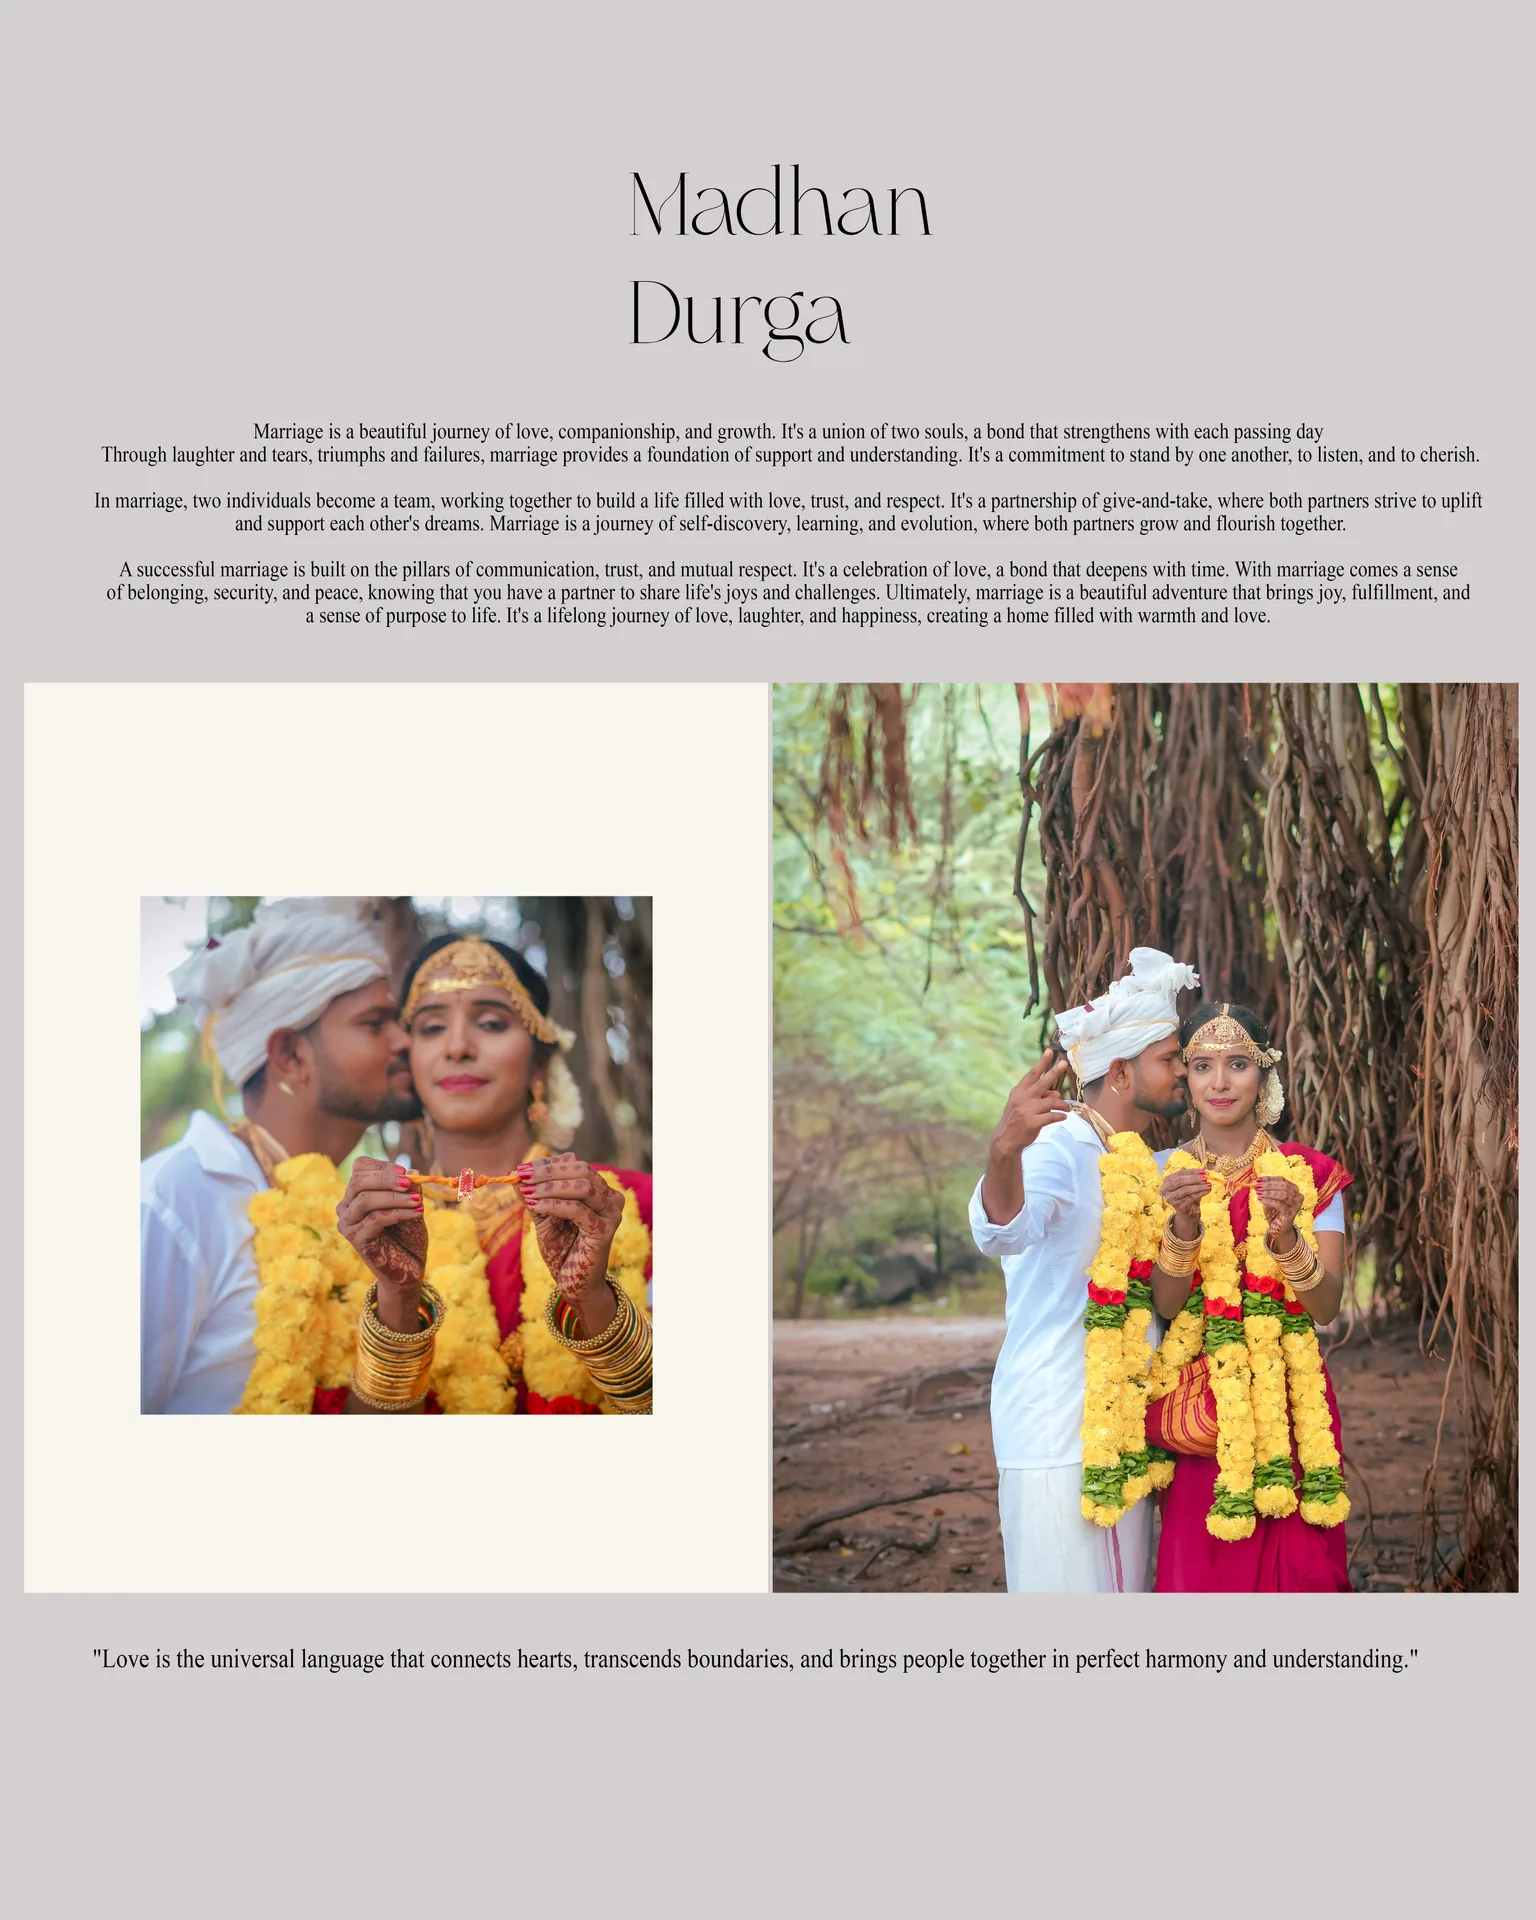 Madhan
Durga
Marriage is a beautiful journey of love, companionship, and growth. It's a union of two souls, a bond that strengthens with each passing day
Through laughter and tears, triumphs and failures, marriage provides a foundation of support and understanding. It's a commitment to stand by one another, to listen, and to cherish.
In marriage, two individuals become a team, working together to build a life filled with love, trust, and respect. It's a partnership of give-and-take, where both partners strive to uplift
and support each other's dreams. Marriage is a journey of self-discovery, learning, and evolution, where both partners grow and flourish together.
A successful marriage is built on the pillars of communication, trust, and mutual respect. It's a celebration of love, a bond that deepens with time. With marriage comes a sense
of belonging, security, and peace, knowing that you have a partner to share life's joys and challenges. Ultimately, marriage is a beautiful adventure that brings joy, fulfillment, and
a sense of purpose to life. It's a lifelong journey of love, laughter, and happiness, creating a home filled with warmth and love.
"Love is the universal language that connects hearts, transcends boundaries, and brings people together in perfect harmony and understanding."